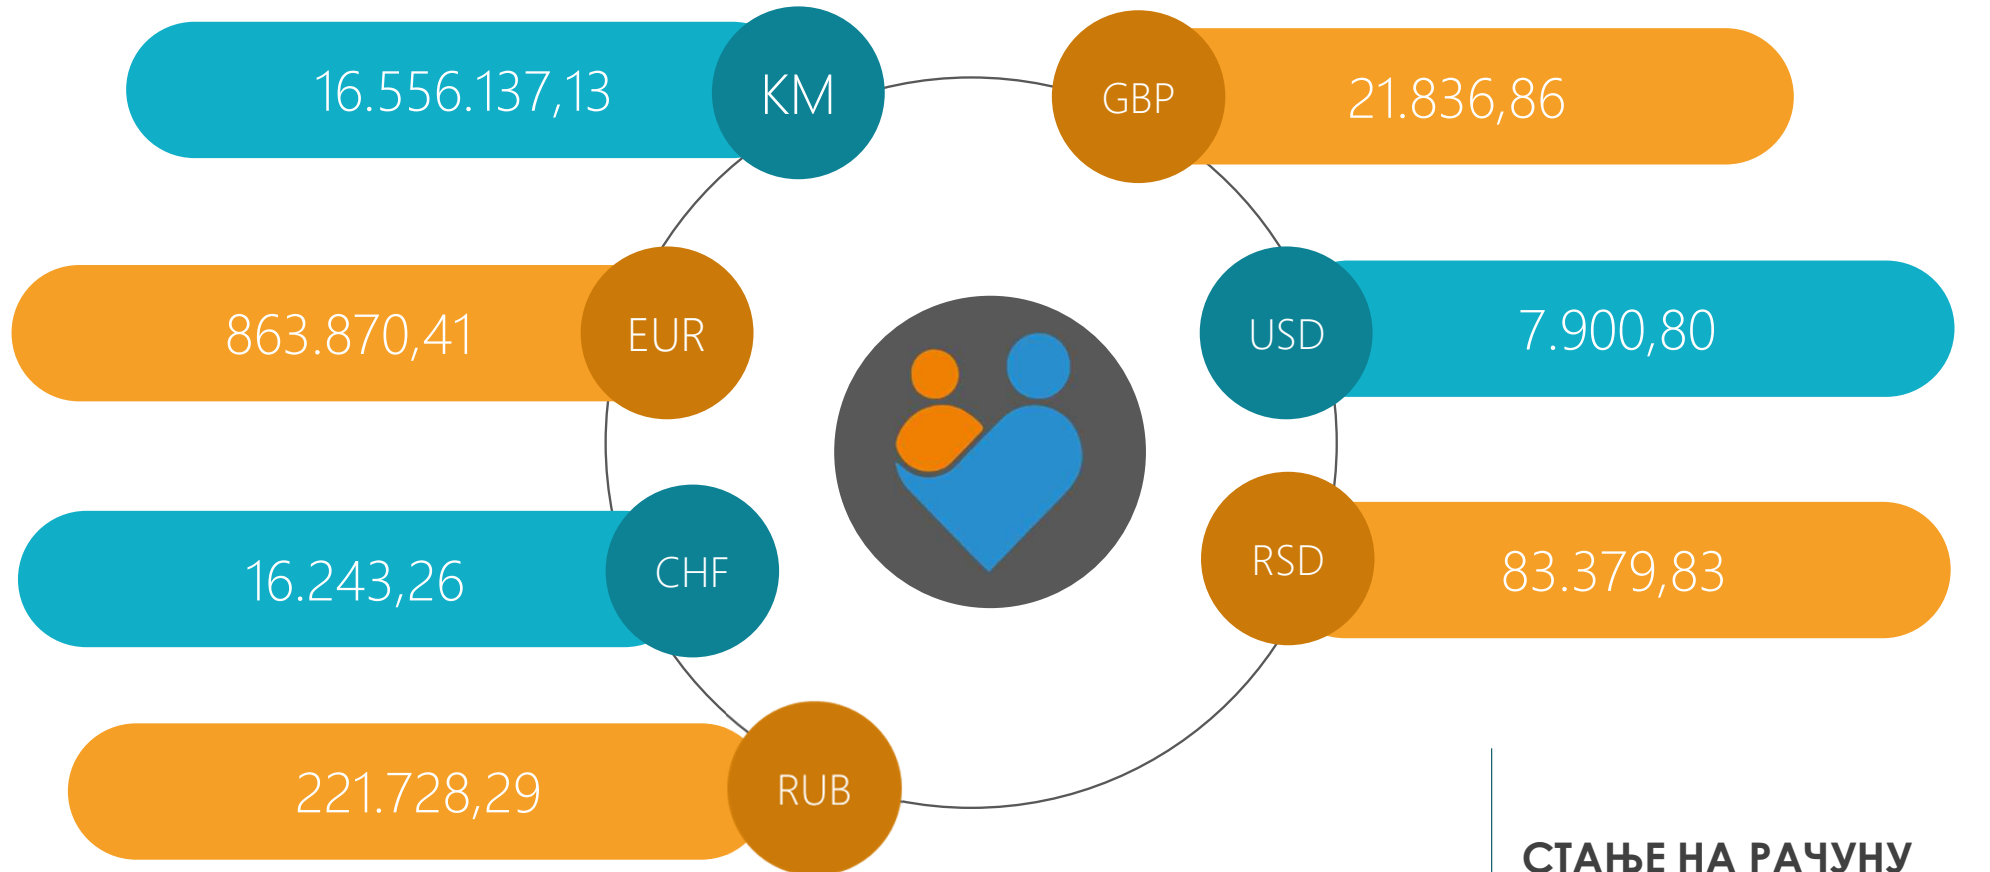 16.556.137,13 KM
GBP 21.836,86
863.870,41 EUR
USD 7.900,80
16.243,26 CHF
RSD 83.379,83
221.728,29 RUB
СТАЊЕ НА РАЧУНУ